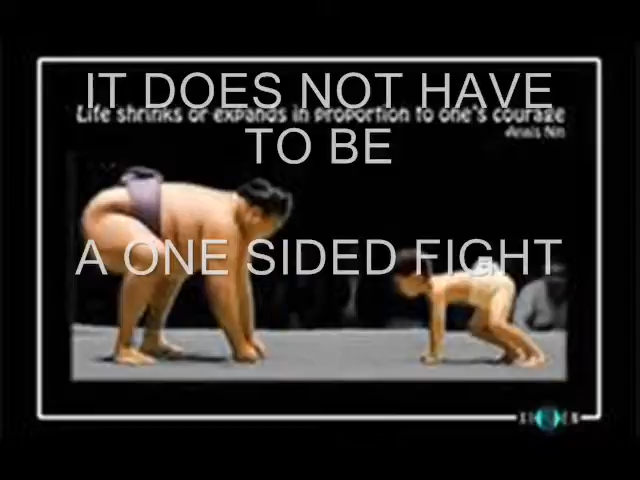 IT DOES NOT HAVE
Life shrinks or expands in proportion to one's courage
Anais Nin
TO BE
A ONE SIDED FIGHT